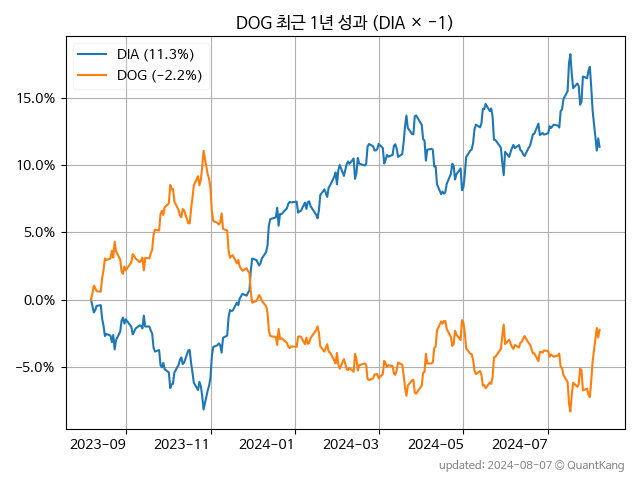 DOG 최근 1년 성과 (DIA × −1)
DIA (11.3%)
DOG (−2.2%)
15.0%
10.0%
5.0%
0.0%
−5.0%
2023−09 2023−11 2024−01 2024−03 2024−05 2024−07
updated: 2024−08−07 © QuantKang